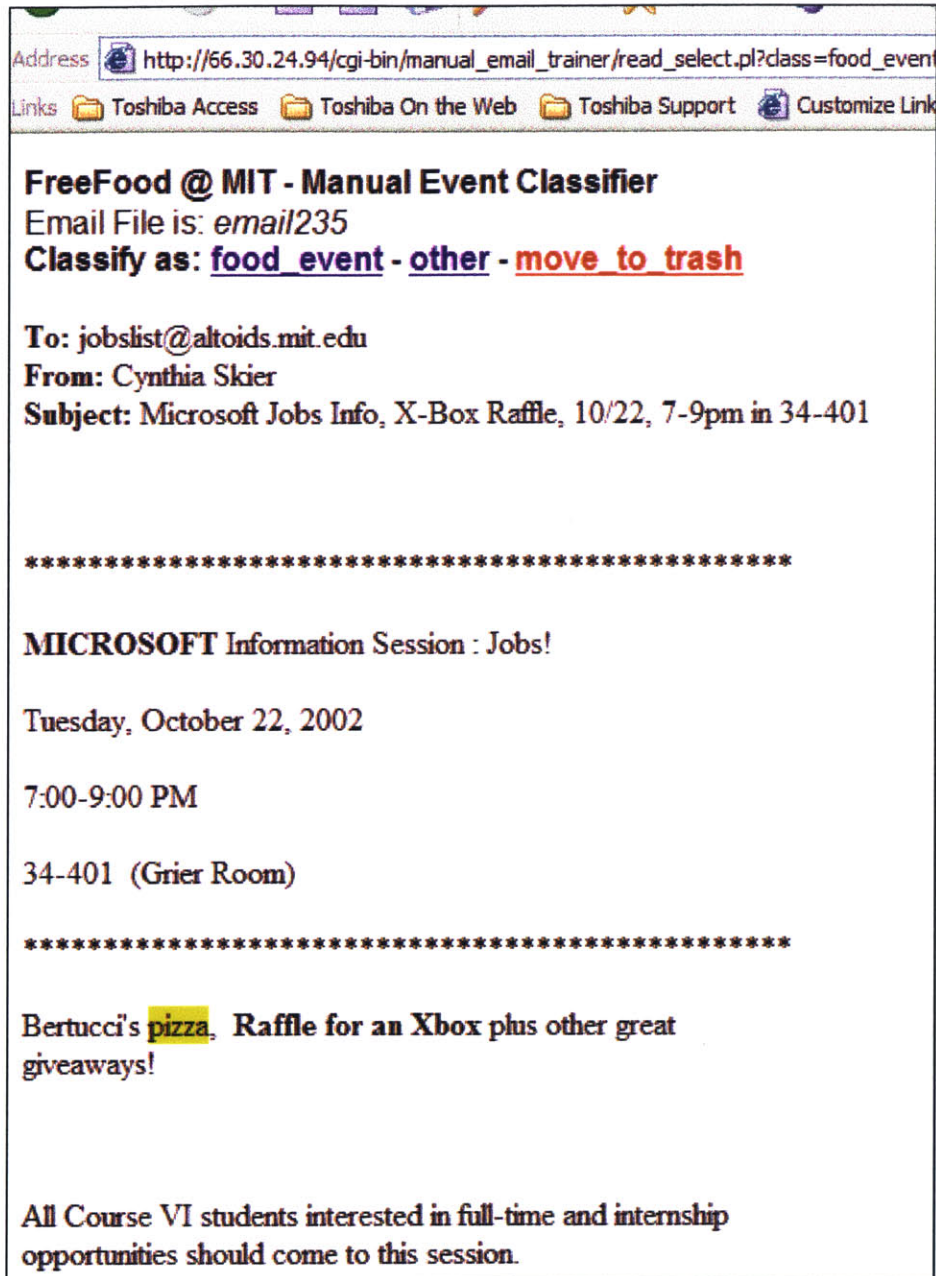 Address http://66.30.24.94/cgi-bin/manual_email_trainer/read_select.pl?class=food_event
Links Toshiba Access Toshiba On the Web Toshiba Support Customize Link
FreeFood @ MIT - Manual Event Classifier
Email File is: email235
Classify as: food_event - other - move_to_trash
To: jobslist@altoids.mit.edu
From: Cynthia Skier
Subject: Microsoft Jobs Info, X-Box Raffle, 10/22, 7-9pm in 34-401
************************************************
MICROSOFT Information Session : Jobs!
Tuesday, October 22, 2002
7:00-9:00 PM
34-401 (Grier Room)
************************************************
Bertucci's pizza, Raffle for an Xbox plus other great
giveaways!
All Course VI students interested in full-time and internship
opportunities should come to this session.